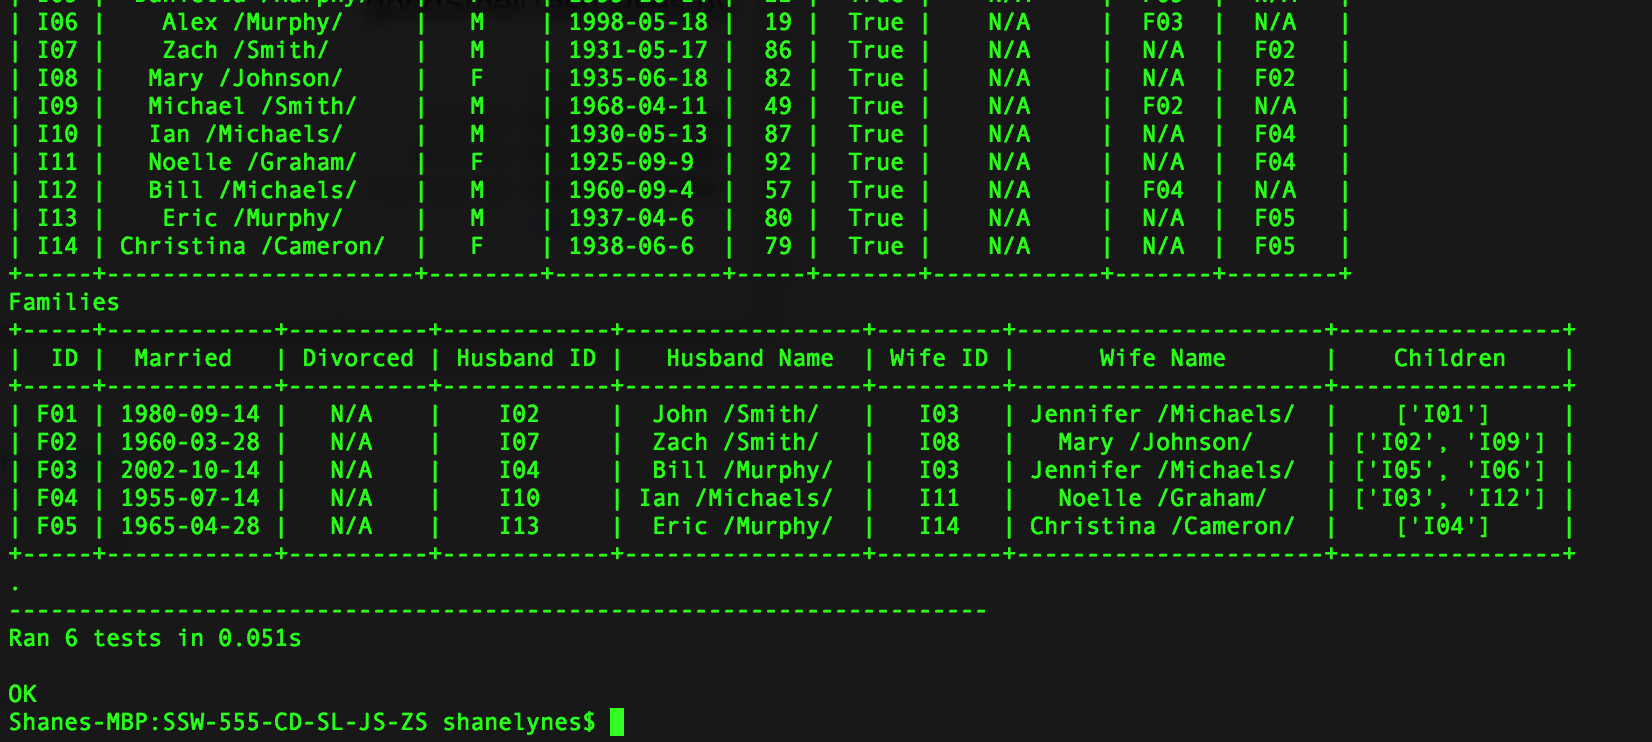 | I06 |    Alex /Murphy/     |   M    | 1998-05-18 |  19 |  True |     N/A     |  F03  |  N/A   |
| I07 |    Zach /Smith/      |   M    | 1931-05-17 |  86 |  True |     N/A     |  N/A  |  F02   |
| I08 |   Mary /Johnson/     |   F    | 1935-06-18 |  82 |  True |     N/A     |  N/A  |  F02   |
| I09 |   Michael /Smith/    |   M    | 1968-04-11 |  49 |  True |     N/A     |  F02  |  N/A   |
| I10 |   Ian /Michaels/     |   M    | 1930-05-13 |  87 |  True |     N/A     |  N/A  |  F04   |
| I11 |   Noelle /Graham/    |   F    | 1925-09-9  |  92 |  True |     N/A     |  N/A  |  F04   |
| I12 |   Bill /Michaels/    |   M    | 1960-09-4  |  57 |  True |     N/A     |  F04  |  N/A   |
| I13 |    Eric /Murphy/     |   M    | 1937-04-6  |  80 |  True |     N/A     |  N/A  |  F05   |
| I14 | Christina /Cameron/  |   F    | 1938-06-6  |  79 |  True |     N/A     |  N/A  |  F05   |
+-----+----------------------+--------+------------+-----+-------+------------+-------+--------+
Families
+-----+------------+----------+------------+-----------------+---------+----------------------+----------------+
|  ID |  Married   | Divorced | Husband ID |   Husband Name  | Wife ID |      Wife Name       |    Children    |
+-----+------------+----------+------------+-----------------+---------+----------------------+----------------+
| F01 | 1980-09-14 |   N/A    |    I02     |  John /Smith/   |   I03   | Jennifer /Michaels/  |    ['I01']     |
| F02 | 1960-03-28 |   N/A    |    I07     |  Zach /Smith/   |   I08   |   Mary /Johnson/     | ['I02', 'I09'] |
| F03 | 2002-10-14 |   N/A    |    I04     |  Bill /Murphy/  |   I03   | Jennifer /Michaels/  | ['I05', 'I06'] |
| F04 | 1955-07-14 |   N/A    |    I10     | Ian /Michaels/  |   I11   |   Noelle /Graham/    | ['I03', 'I12'] |
| F05 | 1965-04-28 |   N/A    |    I13     |  Eric /Murphy/  |   I14   | Christina /Cameron/  |    ['I04']     |
+-----+------------+----------+------------+-----------------+---------+----------------------+----------------+
.
----------------------------------------------------------------------
Ran 6 tests in 0.051s
OK
Shanes-MBP:SSW-555-CD-SL-JS-ZS shanelynes$